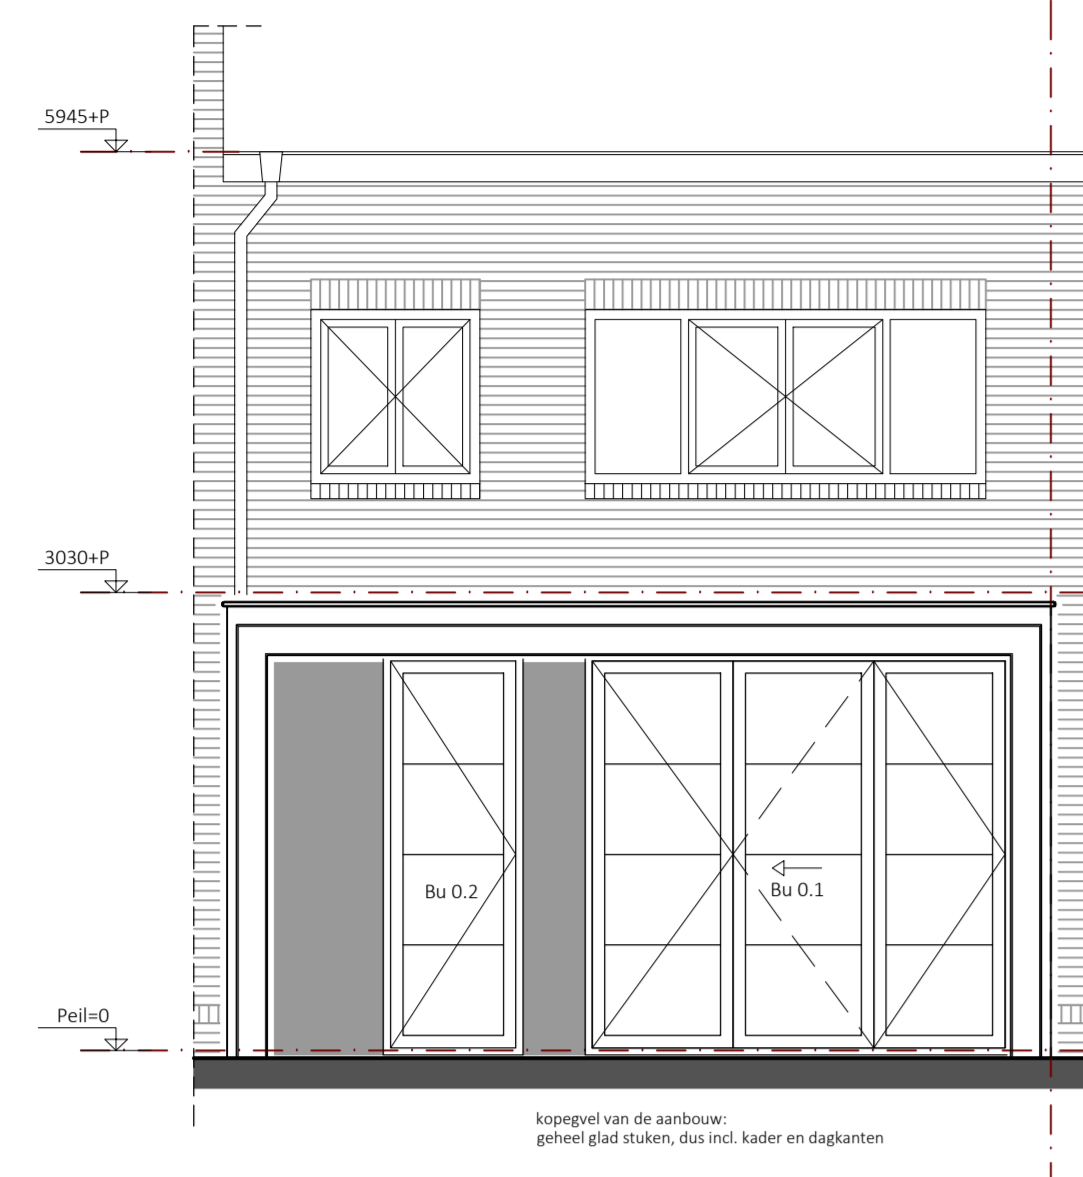 5945+P
3030+P
Bu 0.2
Bu 0.1
Peil=0
kopegvel van de aanbouw:
geheel glad stuken, dus incl. kader en dagkanten